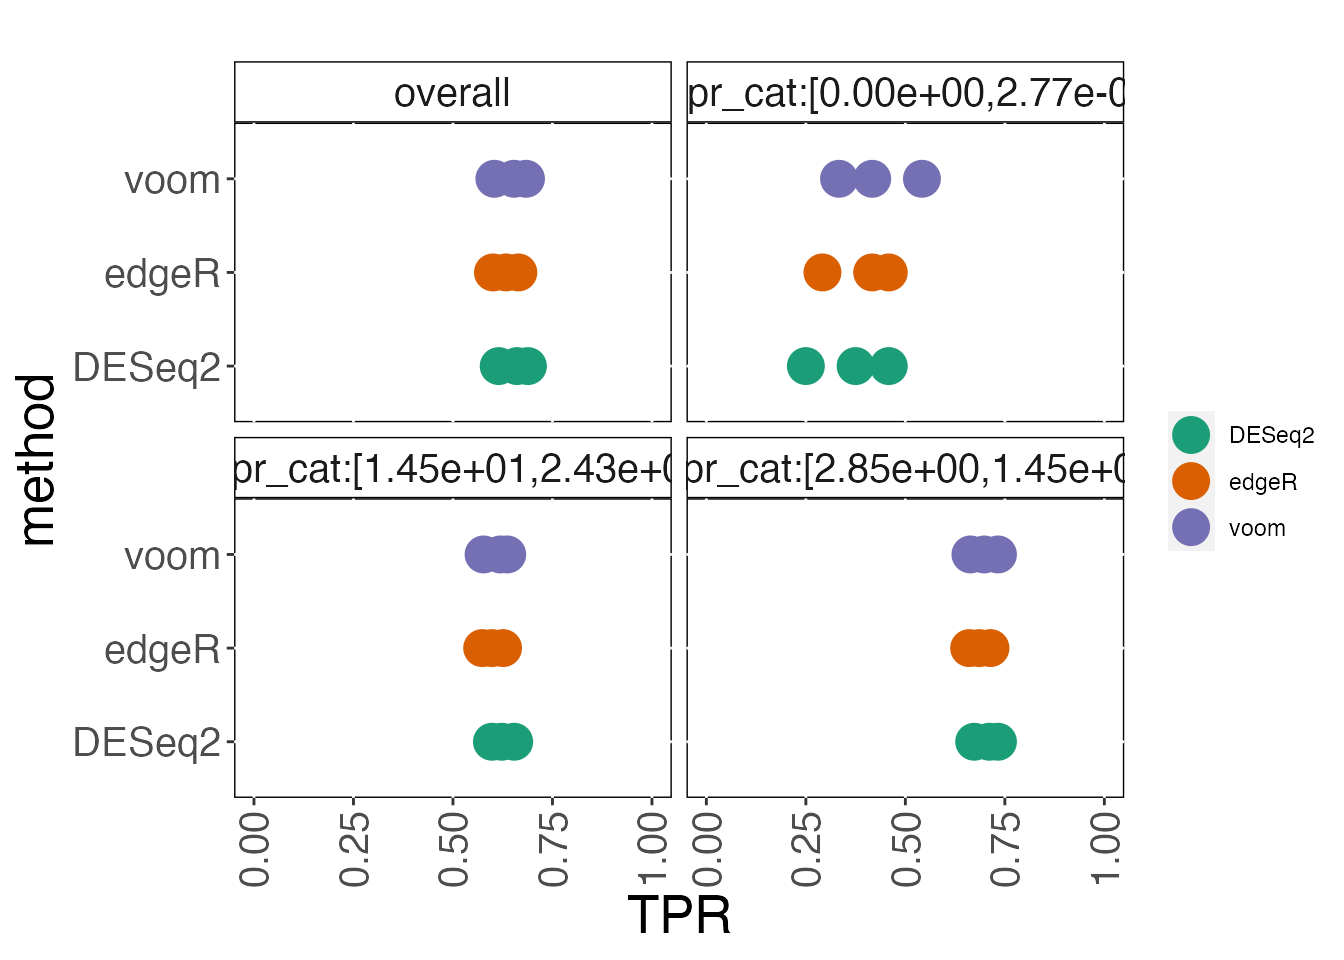 overall
pr_cat:[0.00e+00,2.77e-0
voom
edgeR
DESeq2
pr_cat:[1.45e+01,2.43e+0
pr_cat:[2.85e+00,1.45e+0
voom
edgeR
DESeq2
0.00
0.25
0.50
0.75
1.00
0.00
0.25
0.50
0.75
1.00
TPR
method
DESeq2
edgeR
voom